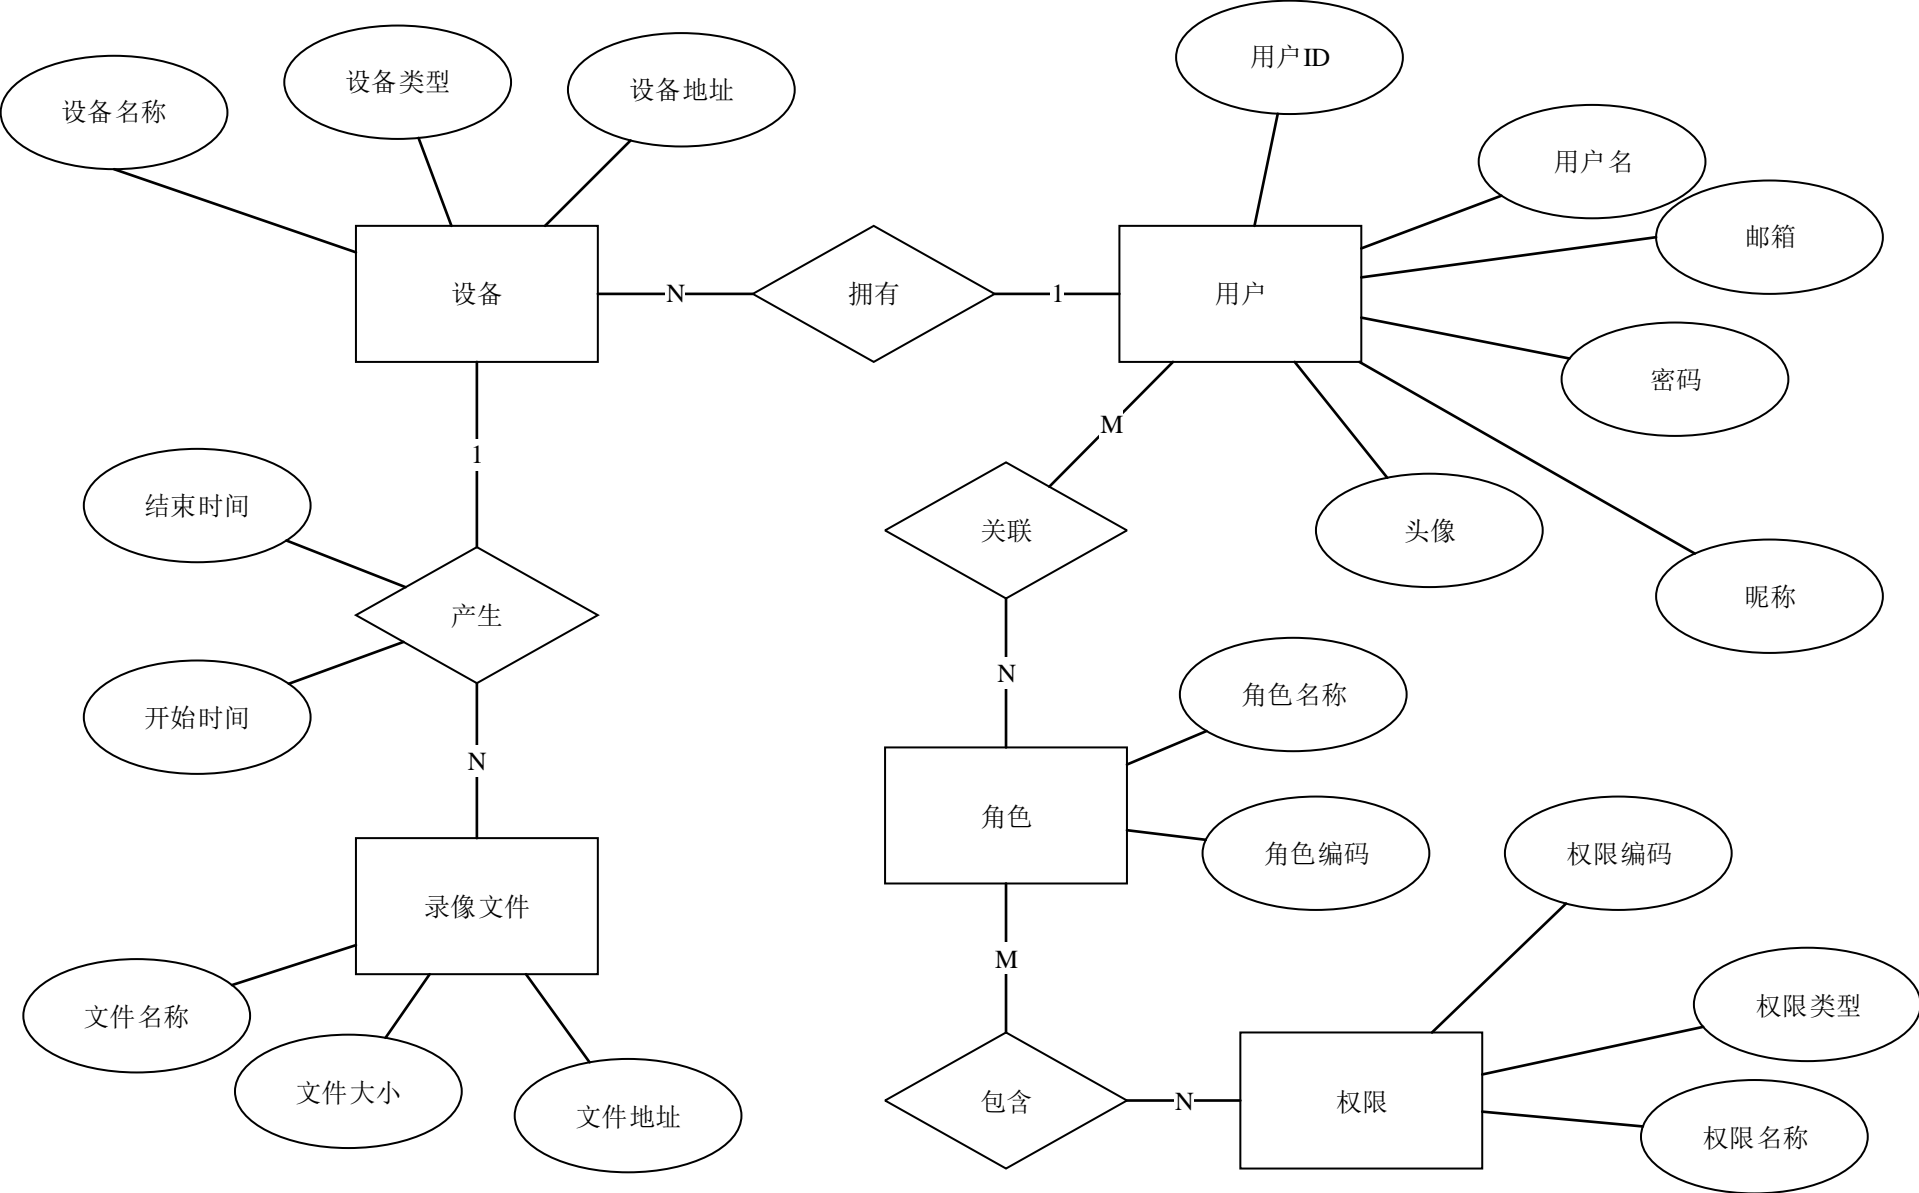 用户ID
设备类型
设备地址
设备名称
用户名
邮箱
设备
N
拥有
1
用户
密码
M
1
结束时间
关联
头像
昵称
产生
N
角色名称
开始时间
N
角色
角色编码
权限编码
录像文件
M
权限类型
文件名称
文件大小
文件地址
包含
N
权限
权限名称